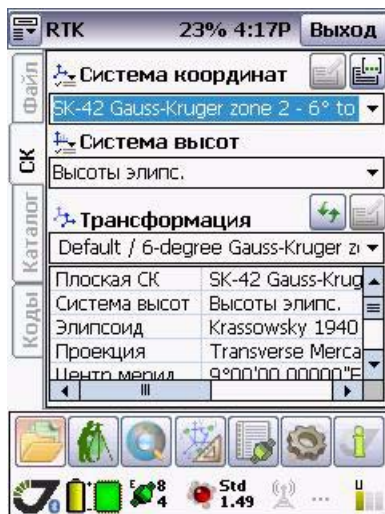 RTK 23% 4:17P Выход
Файл
СК
Каталог
Коды
Система координат
SK-42 Gauss-Kruger zone 2 - 6° to
Система высот
Высоты элипс.
Трансформация
Default / 6-degree Gauss-Kruger
Плоская СК SK-42 Gauss-Krug
Система высот Высоты элипс.
Элипсоид Krassowsky 1940
Проекция Transverse Merca
Центр мерид 9°00'00.00000"E
E 8 4 Std 1.49 ... U